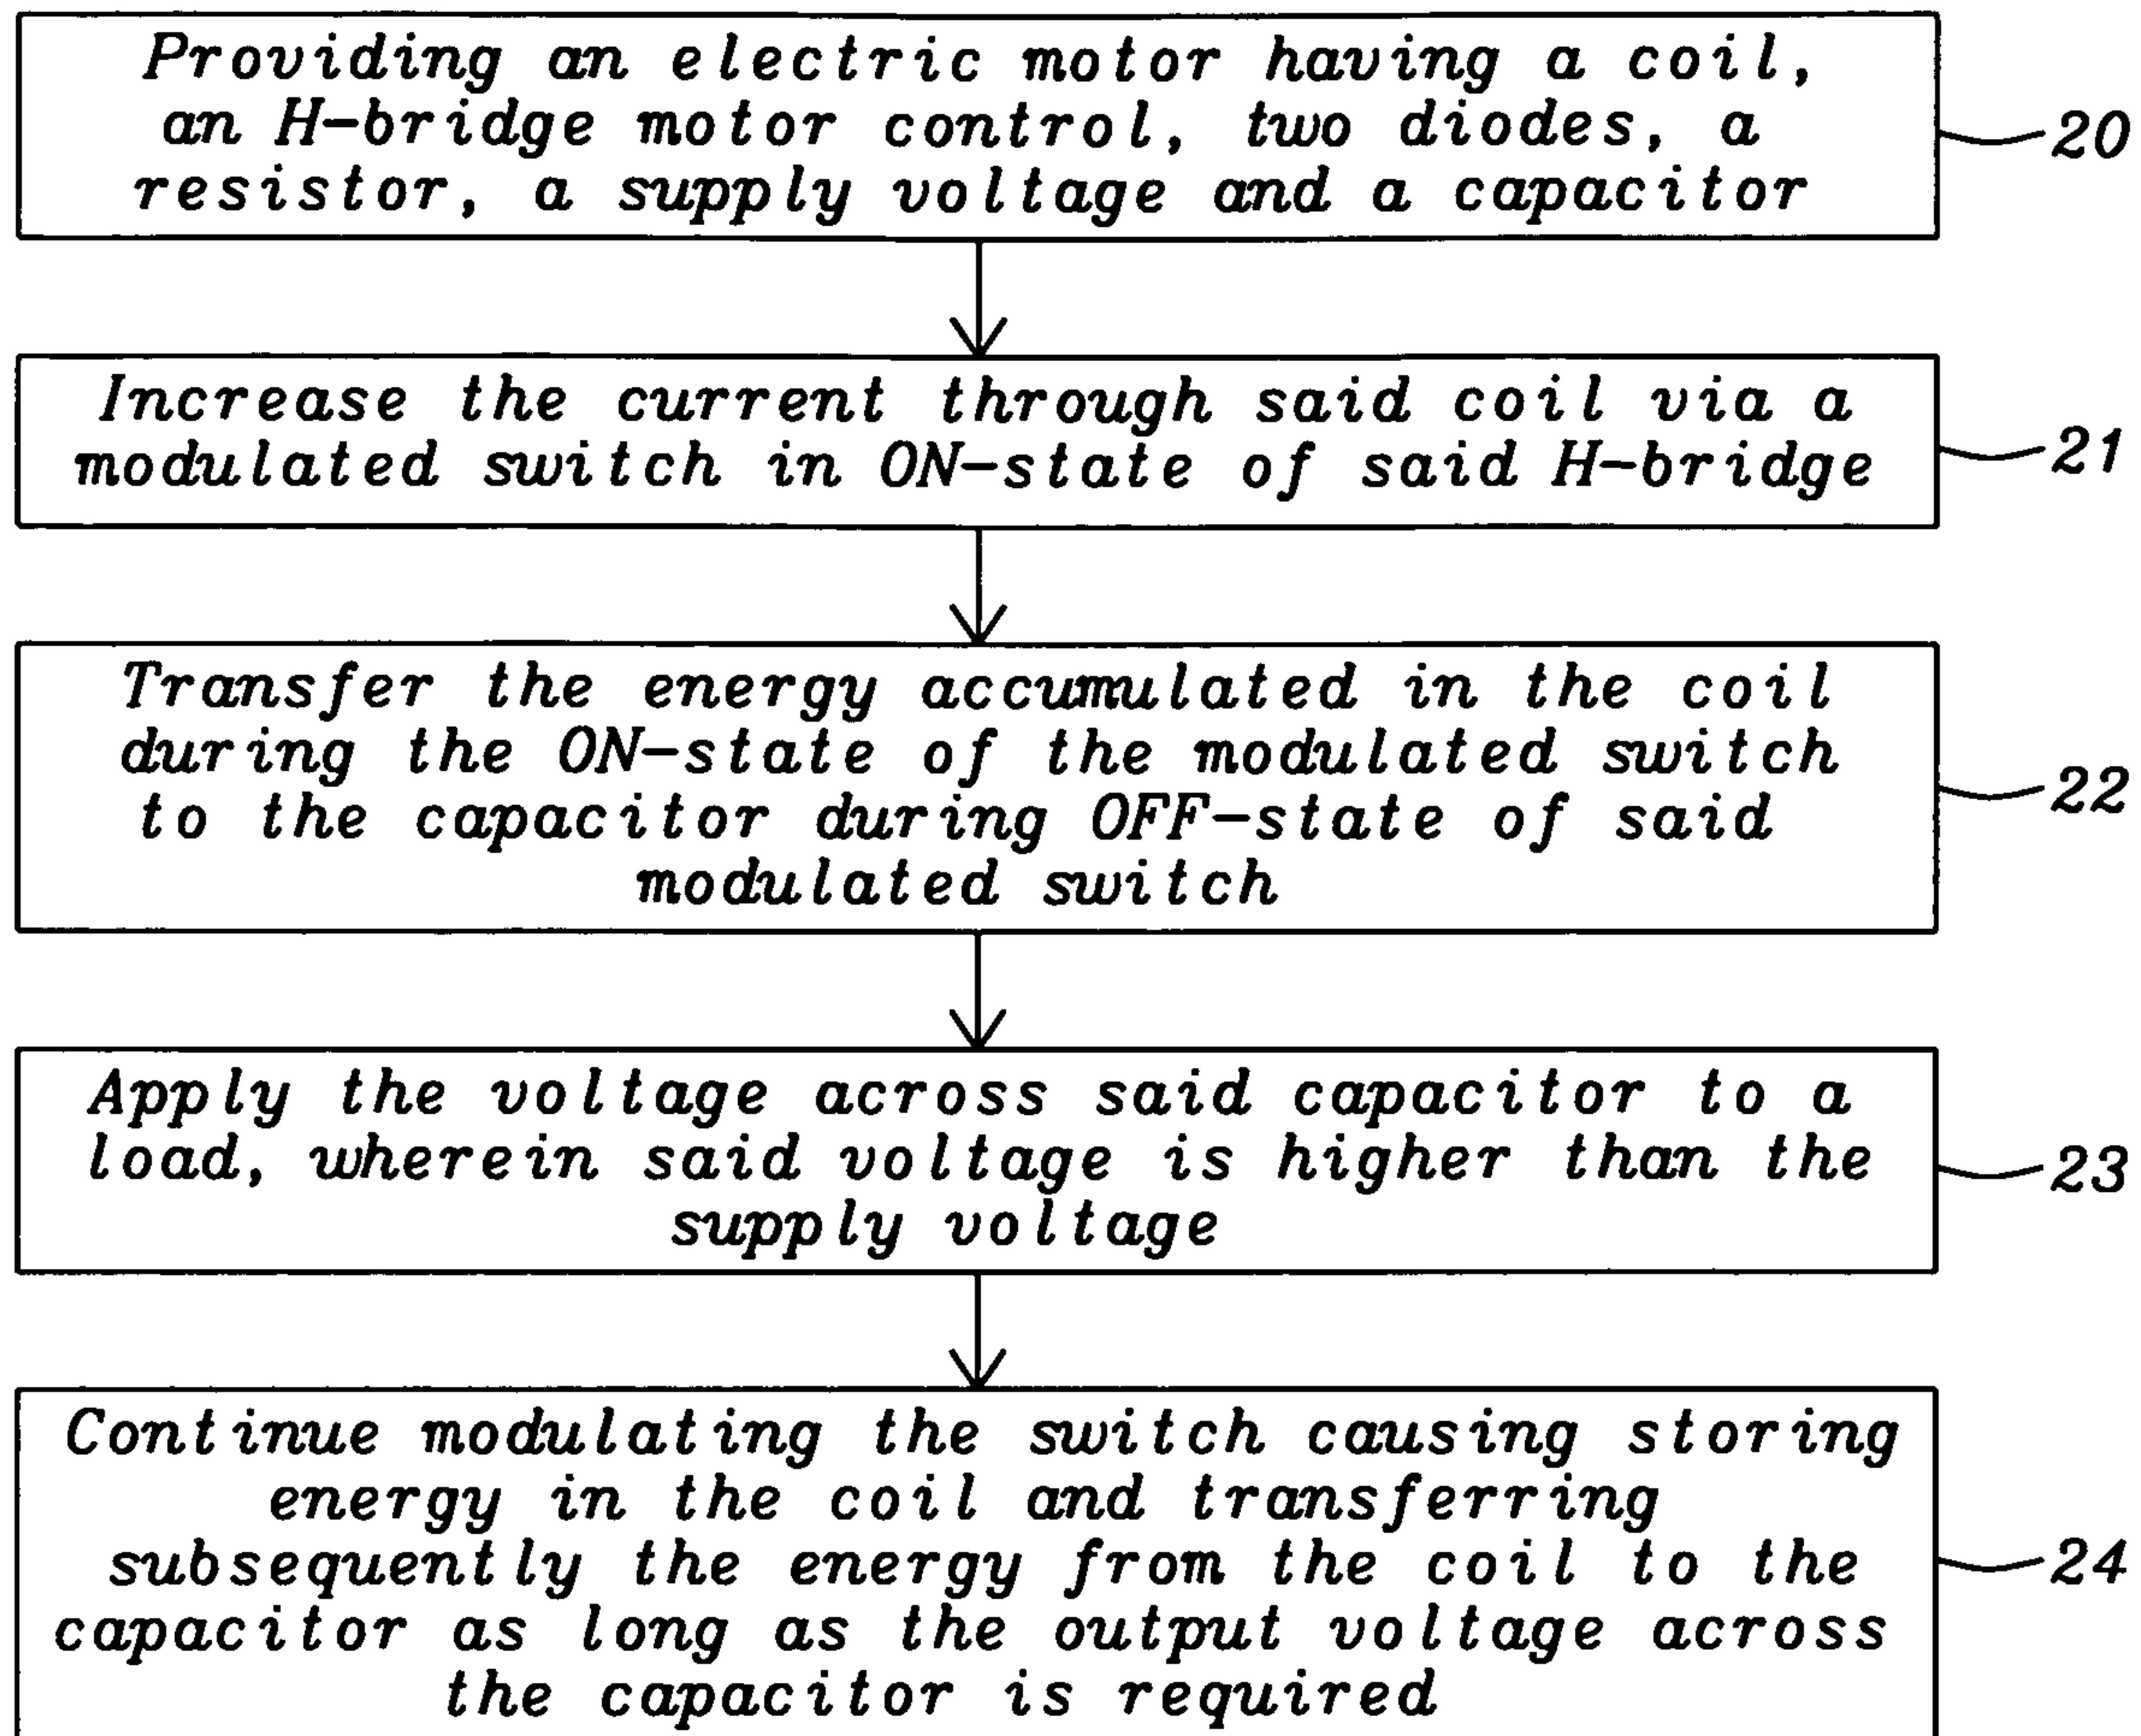 Providing an electric motor having a coil,
an H-bridge motor control, two diodes, a
resistor, a supply voltage and a capacitor
20
Increase the current through said coil via a
modulated switch in ON-state of said H-bridge
21
Transfer the energy accumulated in the coil
during the ON-state of the modulated switch
to the capacitor during OFF-state of said
modulated switch
22
Apply the voltage across said capacitor to a
load, wherein said voltage is higher than the
supply voltage
23
Continue modulating the switch causing storing
energy in the coil and transferring
subsequently the energy from the coil to the
capacitor as long as the output voltage across
the capacitor is required
24